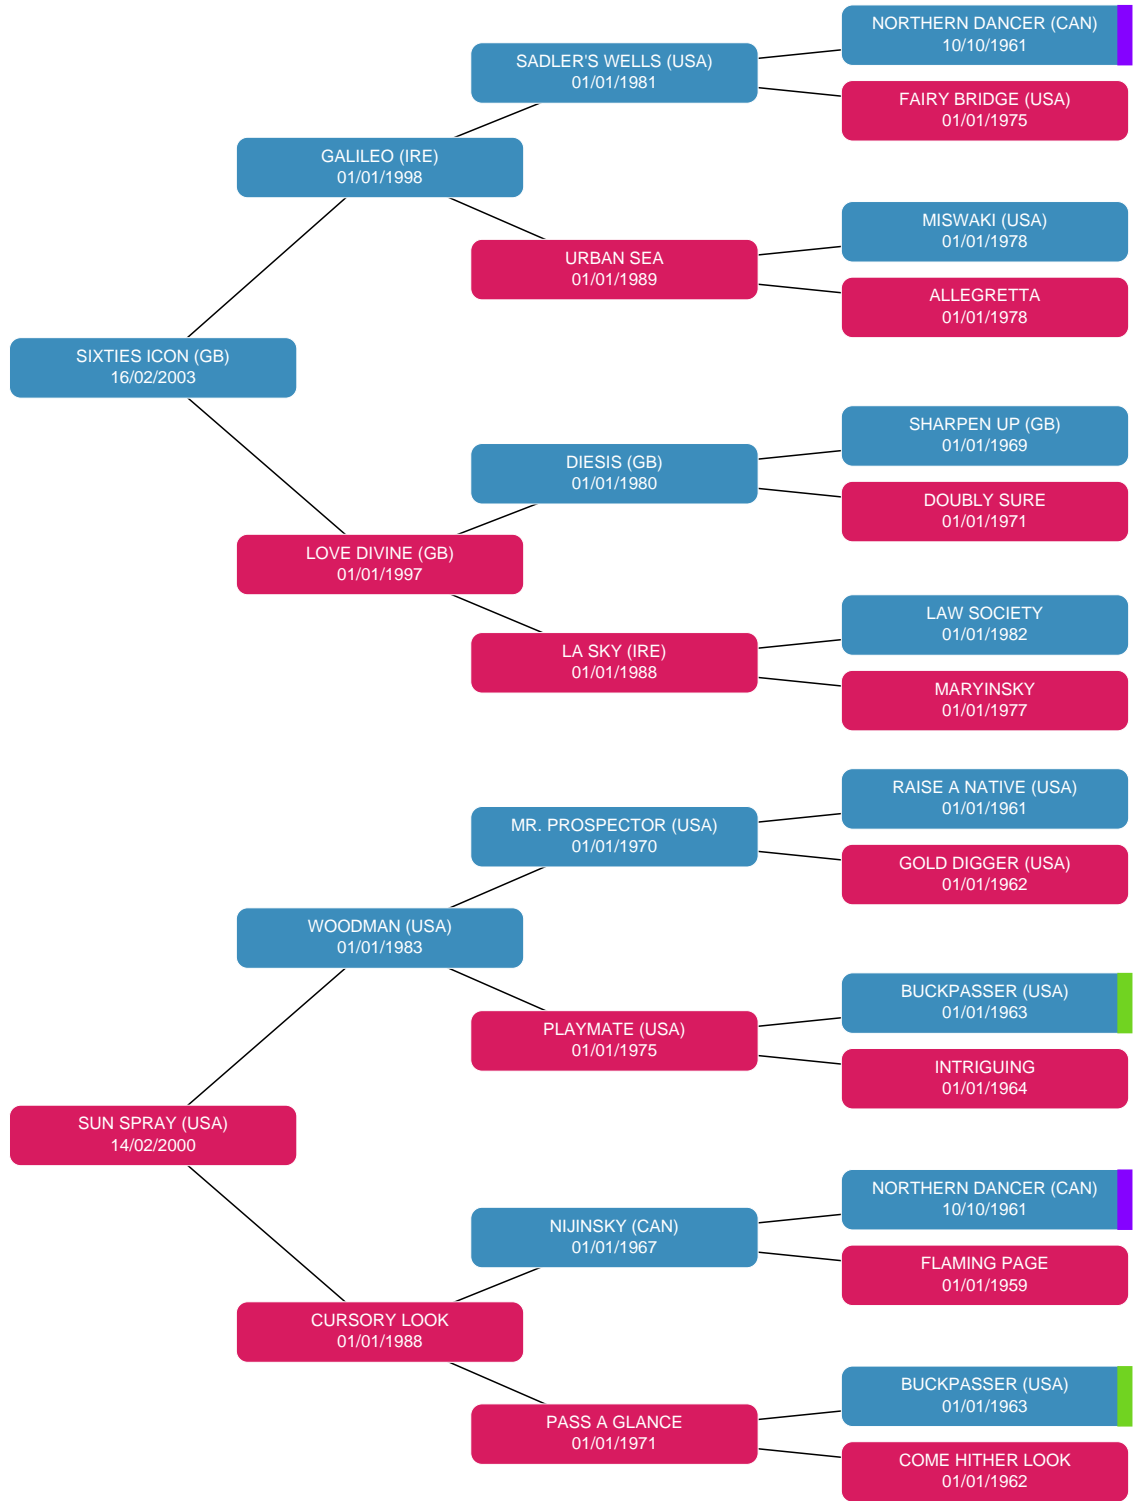 NORTHERN DANCER (CAN)
10/10/1961
SADLER'S WELLS (USA)
01/01/1981
FAIRY BRIDGE (USA)
01/01/1975
GALILEO (IRE)
01/01/1998
MISWAKI (USA)
01/01/1978
URBAN SEA
01/01/1989
ALLEGRETTA
01/01/1978
SIXTIES ICON (GB)
16/02/2003
SHARPEN UP (GB)
01/01/1969
DIESIS (GB)
01/01/1980
DOUBLY SURE
01/01/1971
LOVE DIVINE (GB)
01/01/1997
LAW SOCIETY
01/01/1982
LA SKY (IRE)
01/01/1988
MARYINSKY
01/01/1977
RAISE A NATIVE (USA)
01/01/1961
MR. PROSPECTOR (USA)
01/01/1970
GOLD DIGGER (USA)
01/01/1962
WOODMAN (USA)
01/01/1983
BUCKPASSER (USA)
01/01/1963
PLAYMATE (USA)
01/01/1975
INTRIGUING
01/01/1964
SUN SPRAY (USA)
14/02/2000
NORTHERN DANCER (CAN)
10/10/1961
NIJINSKY (CAN)
01/01/1967
FLAMING PAGE
01/01/1959
CURSORY LOOK
01/01/1988
BUCKPASSER (USA)
01/01/1963
PASS A GLANCE
01/01/1971
COME HITHER LOOK
01/01/1962